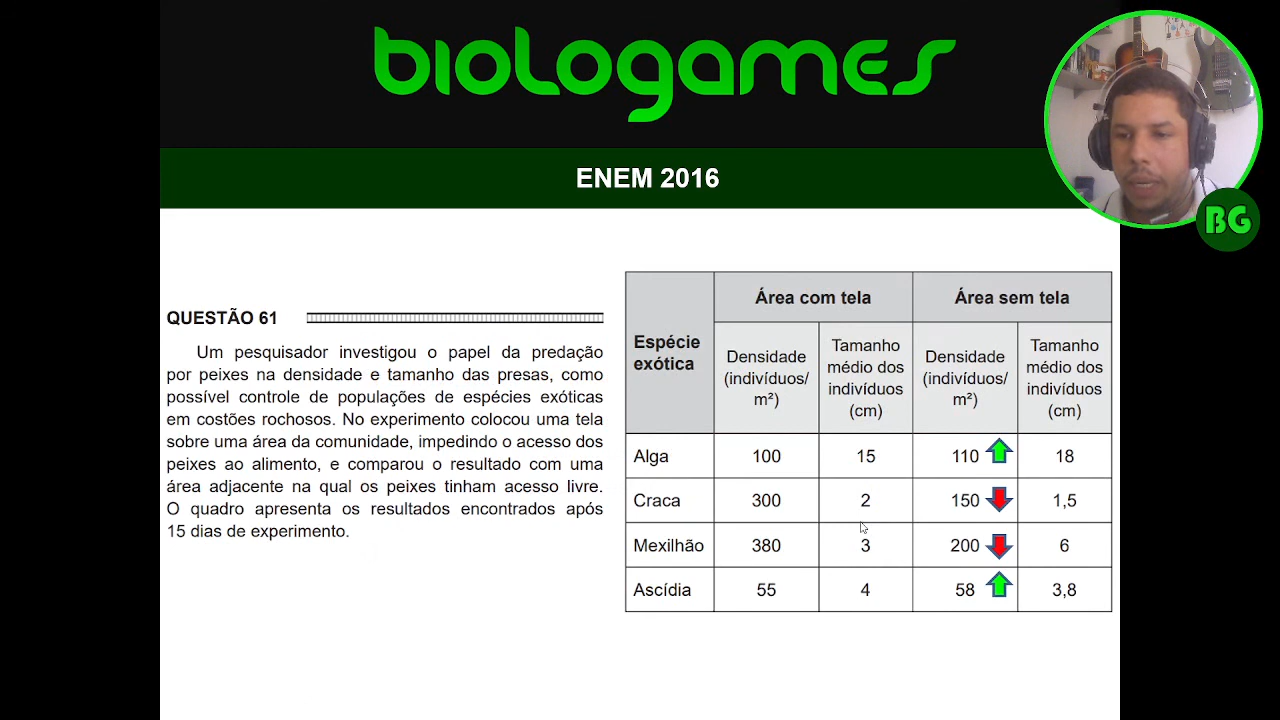 biologames
BG
ENEM 2016
QUESTÃO 61
Um pesquisador investigou o papel da predação
por peixes na densidade e tamanho das presas, como
possível controle de populações de espécies exóticas
em costões rochosos. No experimento colocou uma tela
sobre uma área da comunidade, impedindo o acesso dos
peixes ao alimento, e comparou o resultado com uma
área adjacente na qual os peixes tinham acesso livre.
O quadro apresenta os resultados encontrados após
15 dias de experimento.
Espécie
exótica
Área com tela
Área sem tela
Densidade
(indivíduos/
m²)
Tamanho
médio dos
indivíduos
(cm)
Densidade
(indivíduos/
m²)
Tamanho
médio dos
indivíduos
(cm)
Alga 100 15 110 18
Craca 300 2 150 1,5
Mexilhão 380 3 200 6
Ascídia 55 4 58 3,8